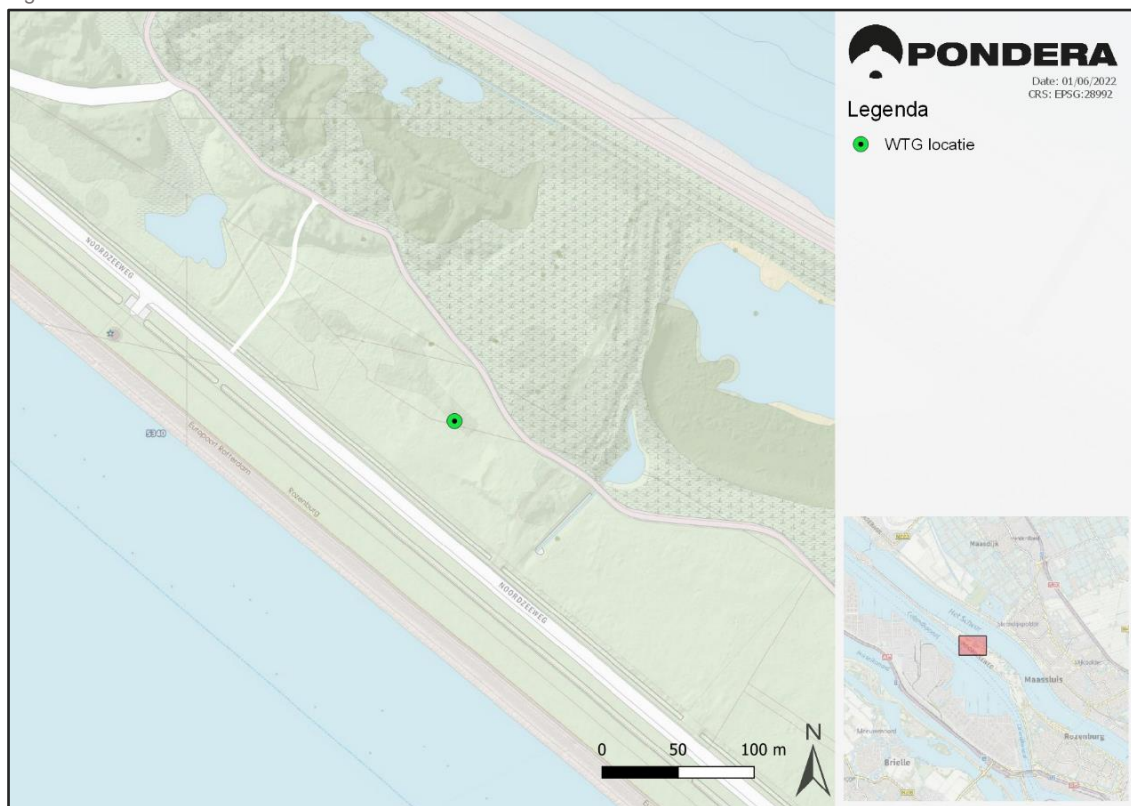 PONDERA
Date: 01/06/2022
CRS: EPSG:28992
Legenda
WTG locatie
NOORDZEEWEG
Europoort Rotterdam
Rozenburg
NOORDZEEWEG
N
0 50 100 m
Maasdijk
Maassluis
Rozenburg
Brielle